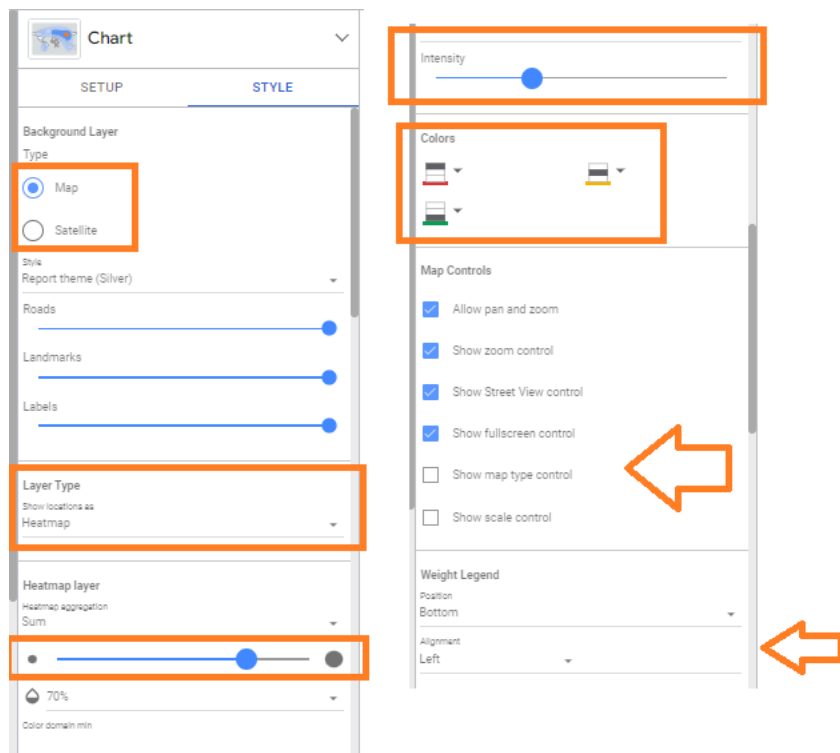 Chart
SETUP
STYLE
Background Layer
Type
Map
Satellite
Style
Report theme (Silver)
Roads
Landmarks
Labels
Layer Type
Show locations as
Heatmap
Heatmap layer
Heatmap aggregation
Sum
70%
Color domain min
Intensity
Colors
Map Controls
Allow pan and zoom
Show zoom control
Show Street View control
Show fullscreen control
Show map type control
Show scale control
Weight Legend
Position
Bottom
Alignment
Left